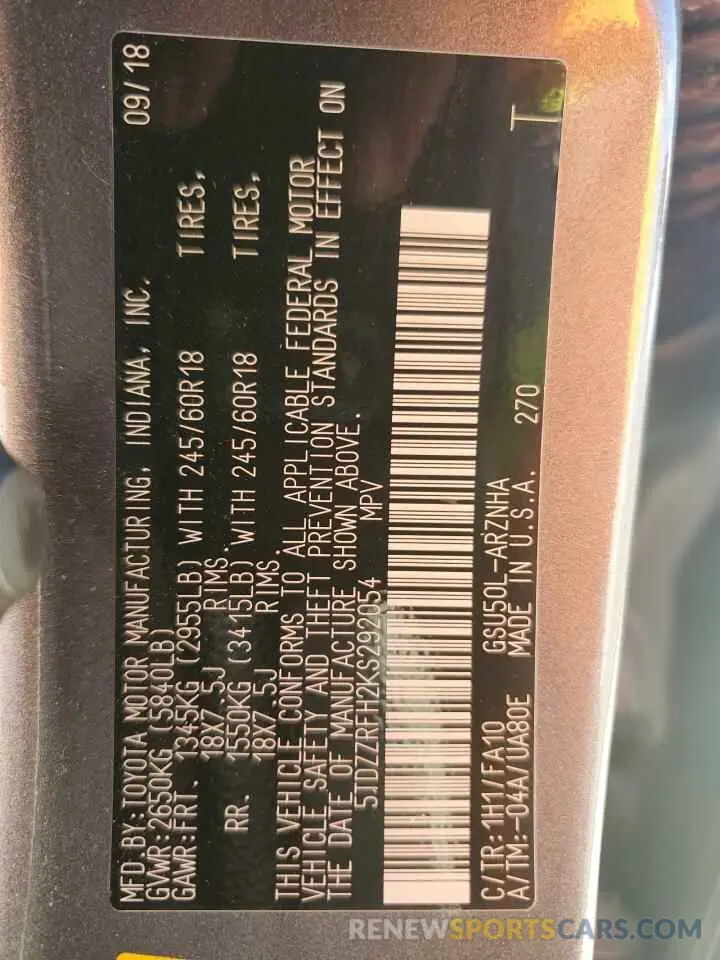 MFD.BY:TOYOTA MOTOR MANUFACTURING, INDIANA, INC. 09/18
GVWR:2650KG (5840LB)
GAWR:FRT. 1345KG (2955LB) WITH 245/60R18 TIRES,
18X7.5J RIMS.
RR. 1550KG (3415LB) WITH 245/60R18 TIRES,
18X7.5J RIMS.
THIS VEHICLE CONFORMS TO ALL APPLICABLE FEDERAL MOTOR
VEHICLE SAFETY AND THEFT PREVENTION STANDARDS IN EFFECT ON
THE DATE OF MANUFACTURE SHOWN ABOVE.
5TDZZRFH2KS292054 MPV
C/TR:1H1/FA10 GSU50L-ARZNHA
A/TM:-04A/UA80E MADE IN U.S.A. 270 T
RENEWSPORTSCARS.COM